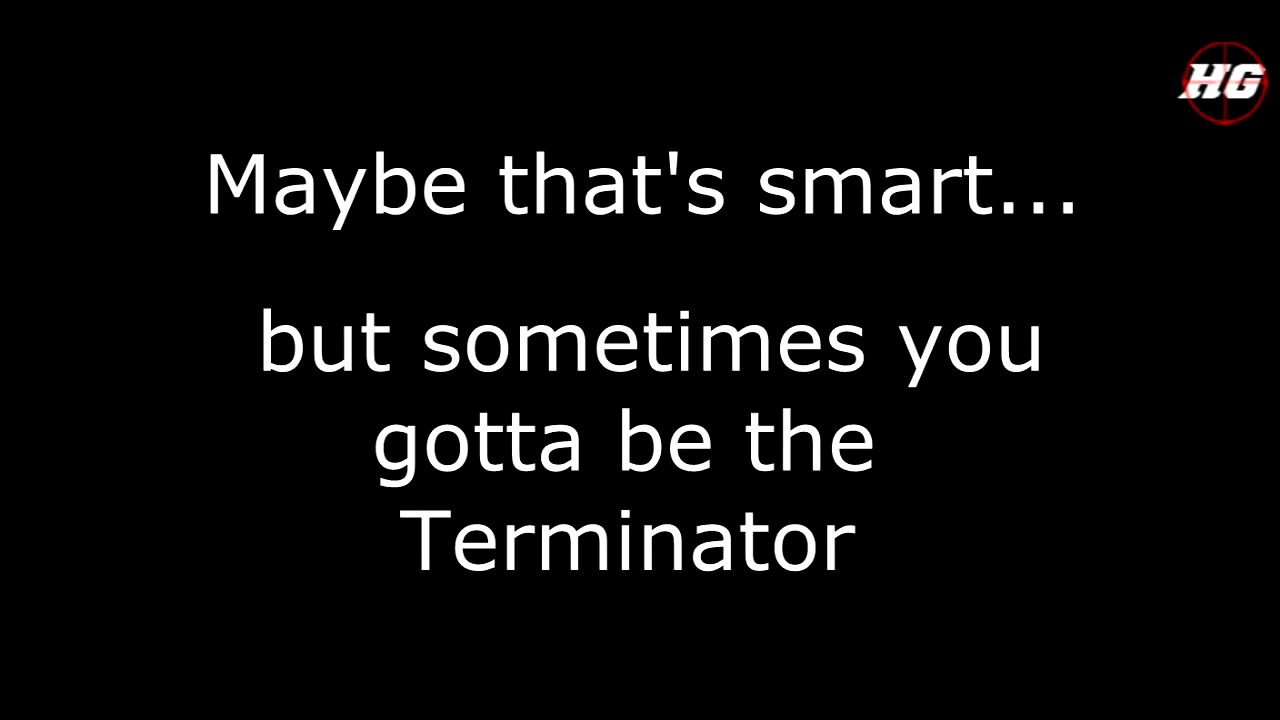 HG
Maybe that's smart...
but sometimes you
gotta be the
Terminator